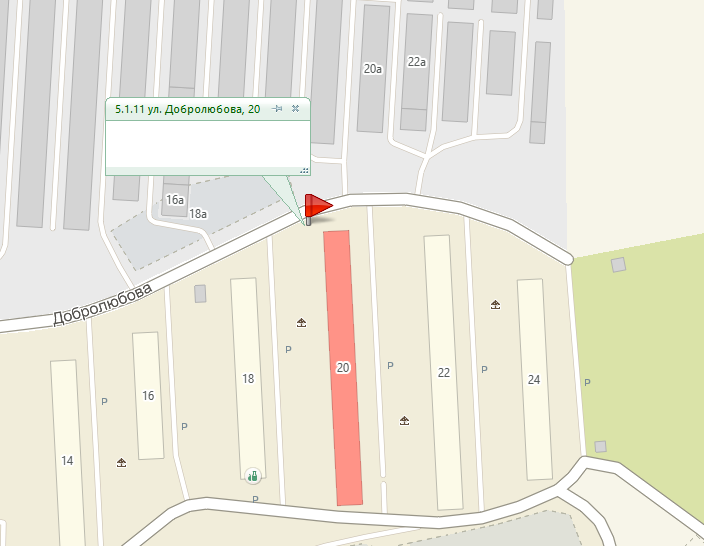 20а
22а
5.1.11 ул. Добролюбова, 20
16а
18а
Добролюбова
P
20
P
P
22
18
24
P
P
16
P
14
P